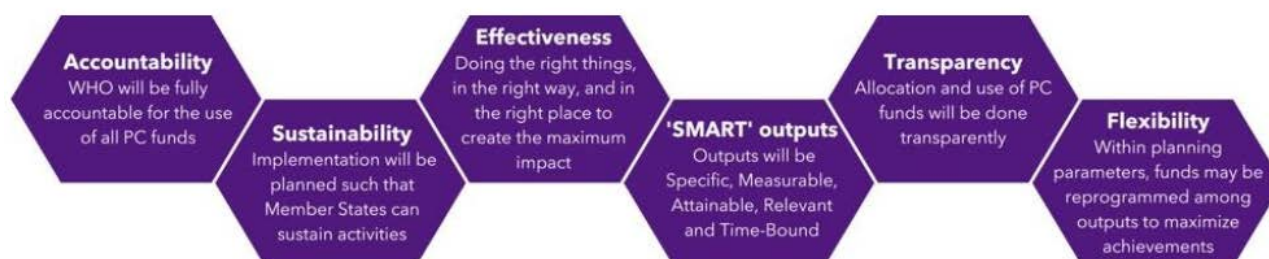 Accountability
WHO will be fully
accountable for the use
of all PC funds
Sustainability
Implementation will be
planned such that
Member States can
sustain activities
Effectiveness
Doing the right things,
in the right way, and in
the right place to
create the maximum
impact
'SMART' outputs
Outputs will be
Specific, Measurable,
Attainable, Relevant
and Time-Bound
Transparency
Allocation and use of PC
funds will be done
transparently
Flexibility
Within planning
parameters, funds may be
reprogrammed among
outputs to maximize
achievements